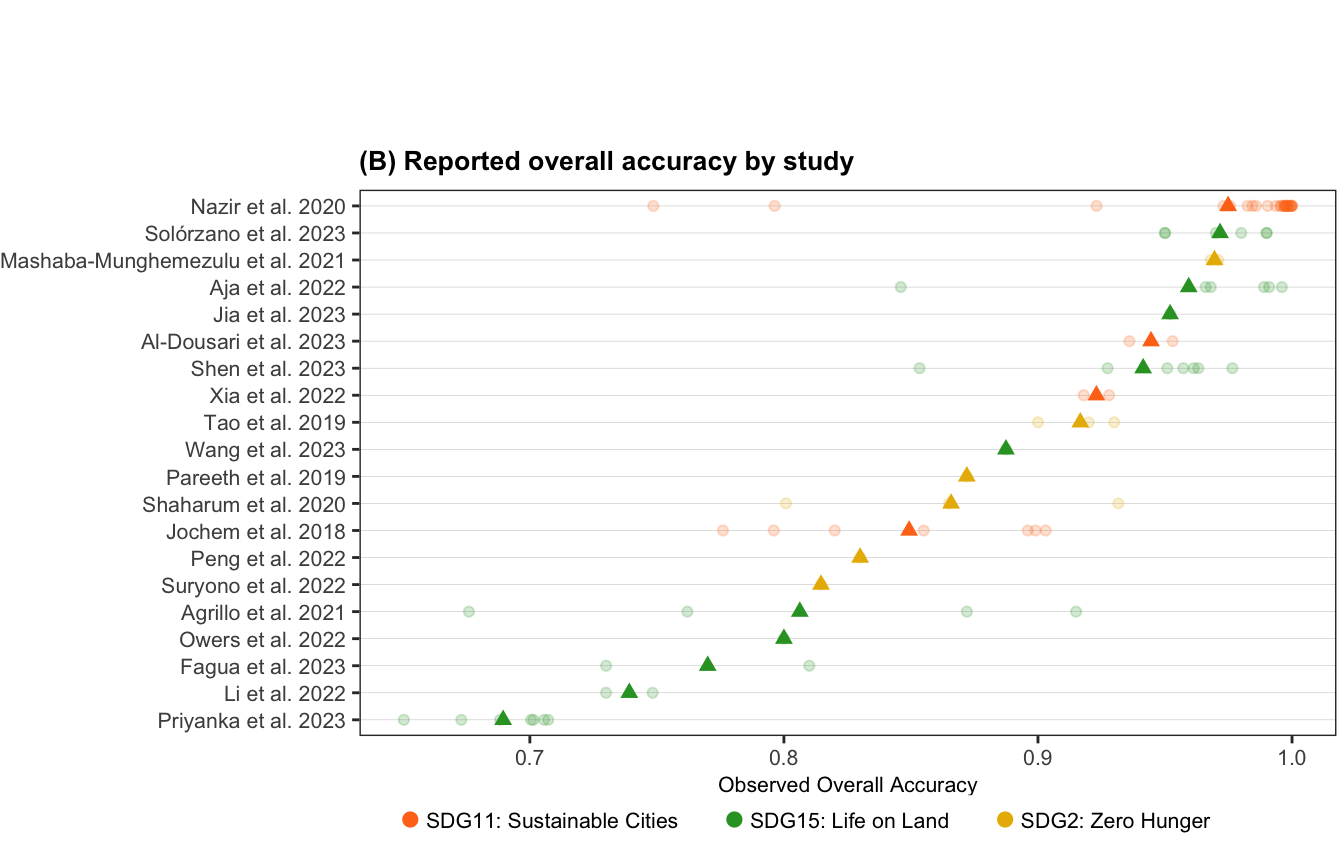 (B) Reported overall accuracy by study
Nazir et al. 2020
Solórzano et al. 2023
Mashaba-Munghemezulu et al. 2021
Aja et al. 2022
Jia et al. 2023
Al-Dousari et al. 2023
Shen et al. 2023
Xia et al. 2022
Tao et al. 2019
Wang et al. 2023
Pareeth et al. 2019
Shaharum et al. 2020
Jochem et al. 2018
Peng et al. 2022
Suryono et al. 2022
Agrillo et al. 2021
Owers et al. 2022
Fagua et al. 2023
Li et al. 2022
Priyanka et al. 2023
0.7 0.8 0.9 1.0
Observed Overall Accuracy
SDG11: Sustainable Cities SDG15: Life on Land SDG2: Zero Hunger